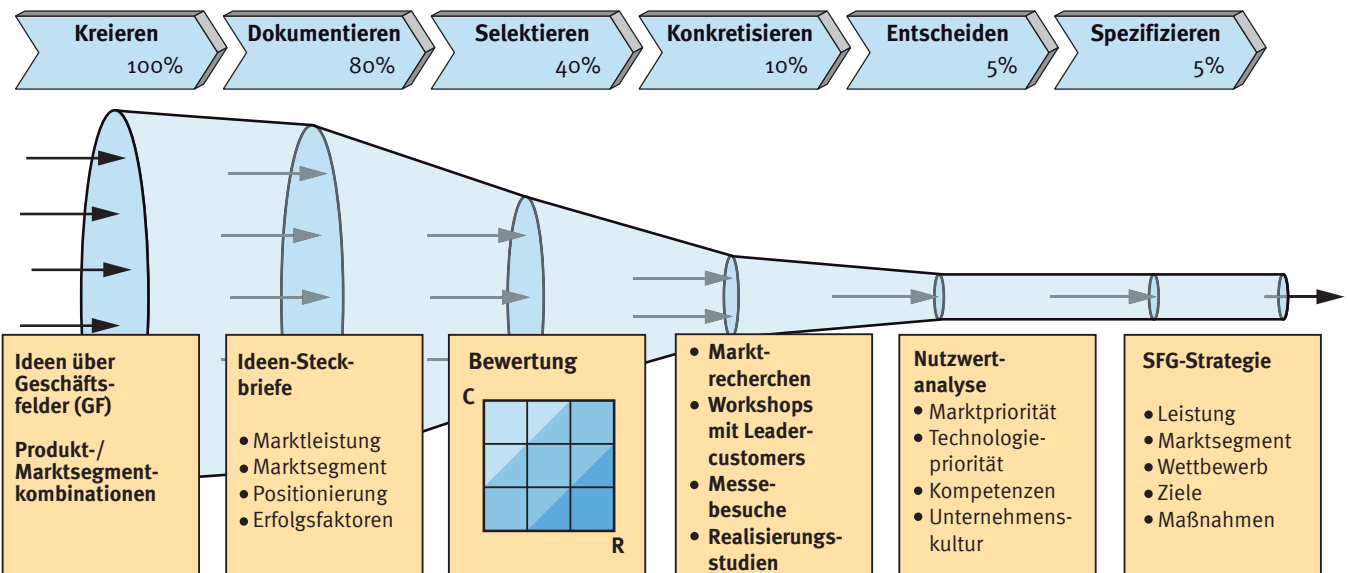 Kreieren
100%
Dokumentieren
80%
Selektieren
40%
Konkretisieren
10%
Entscheiden
5%
Spezifizieren
5%
Ideen über
Geschäfts-
felder (GF)
Produkt-/
Marktsegment-
kombinationen
Ideen-Steck-
briefe
• Marktleistung
• Marktsegment
• Positionierung
• Erfolgsfaktoren
Bewertung
C
R
• Markt-
recherchen
• Workshops
mit Leader-
customers
• Messe-
besuche
• Realisierungs-
studien
Nutzwert-
analyse
• Marktpriorität
• Technologie-
priorität
• Kompetenzen
• Unternehmens-
kultur
SFG-Strategie
• Leistung
• Marktsegment
• Wettbewerb
• Ziele
• Maßnahmen